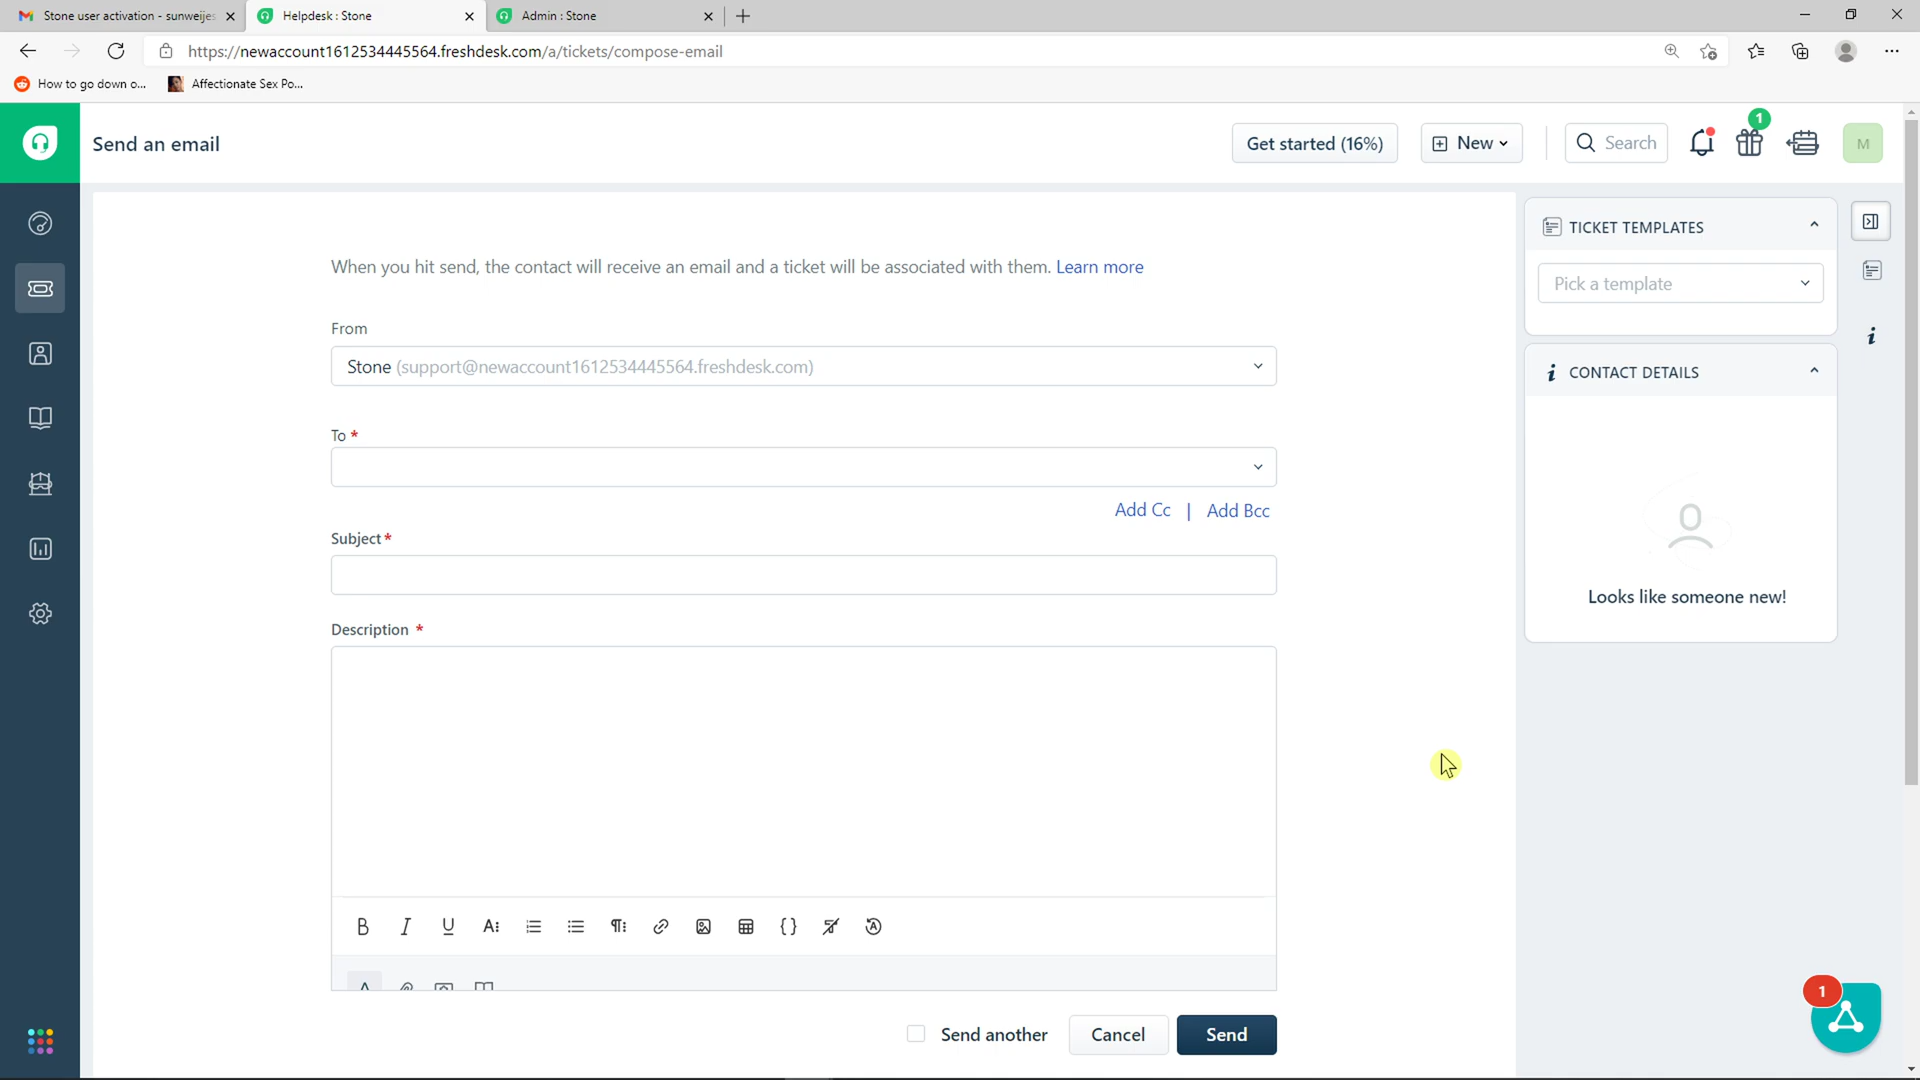 Stone user activation - sunweijes
Helpdesk : Stone
Admin : Stone
https://newaccount1612534445564.freshdesk.com/a/tickets/compose-email
How to go down o...
Affectionate Sex Po...
Send an email
Get started (16%)
New
Search
1
M
When you hit send, the contact will receive an email and a ticket will be associated with them. Learn more
From
Stone (support@newaccount1612534445564.freshdesk.com)
To *
Add Cc | Add Bcc
Subject *
Description *
Send another
Cancel
Send
TICKET TEMPLATES
Pick a template
CONTACT DETAILS
Looks like someone new!
1